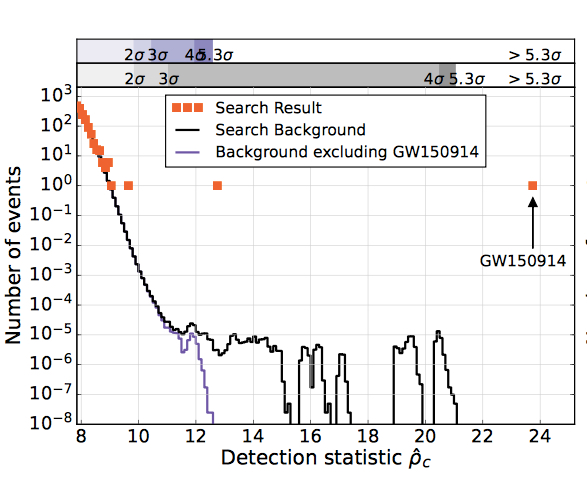 2σ 3σ 4σ 5.3σ > 5.3σ
2σ 3σ 4σ 5.3σ > 5.3σ
Search Result
Search Background
Background excluding GW150914
Number of events
10³
10²
10¹
10⁰
10⁻¹
10⁻²
10⁻³
10⁻⁴
10⁻⁵
10⁻⁶
10⁻⁷
10⁻⁸
GW150914
8 10 12 14 16 18 20 22 24
Detection statistic ρ̂c